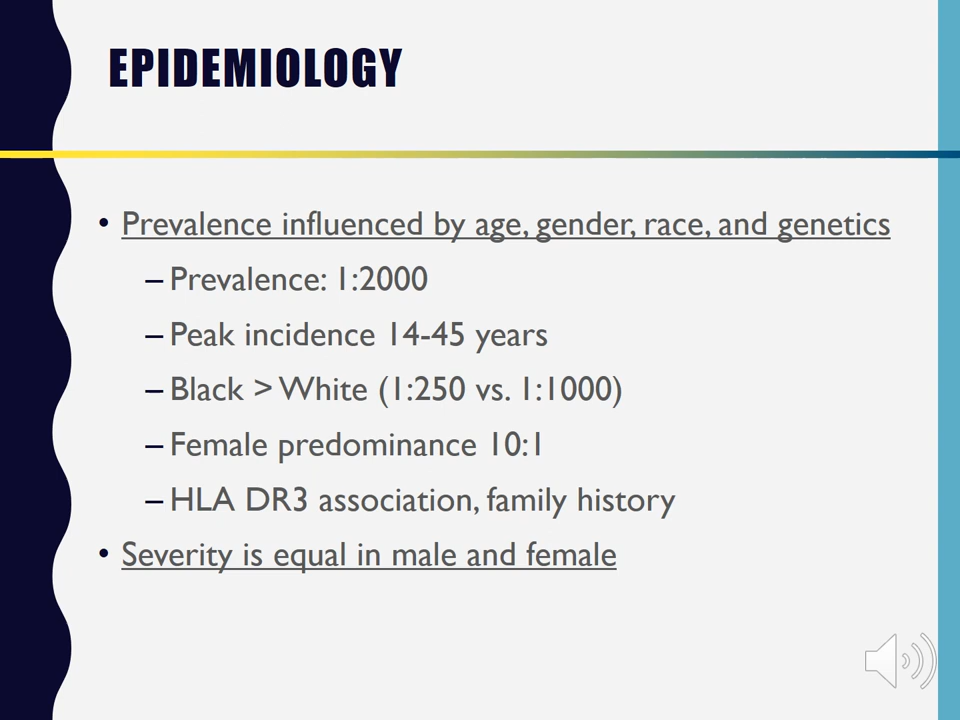 EPIDEMIOLOGY
• Prevalence influenced by age, gender, race, and genetics
– Prevalence: 1:2000
– Peak incidence 14-45 years
– Black > White (1:250 vs. 1:1000)
– Female predominance 10:1
– HLA DR3 association, family history
• Severity is equal in male and female